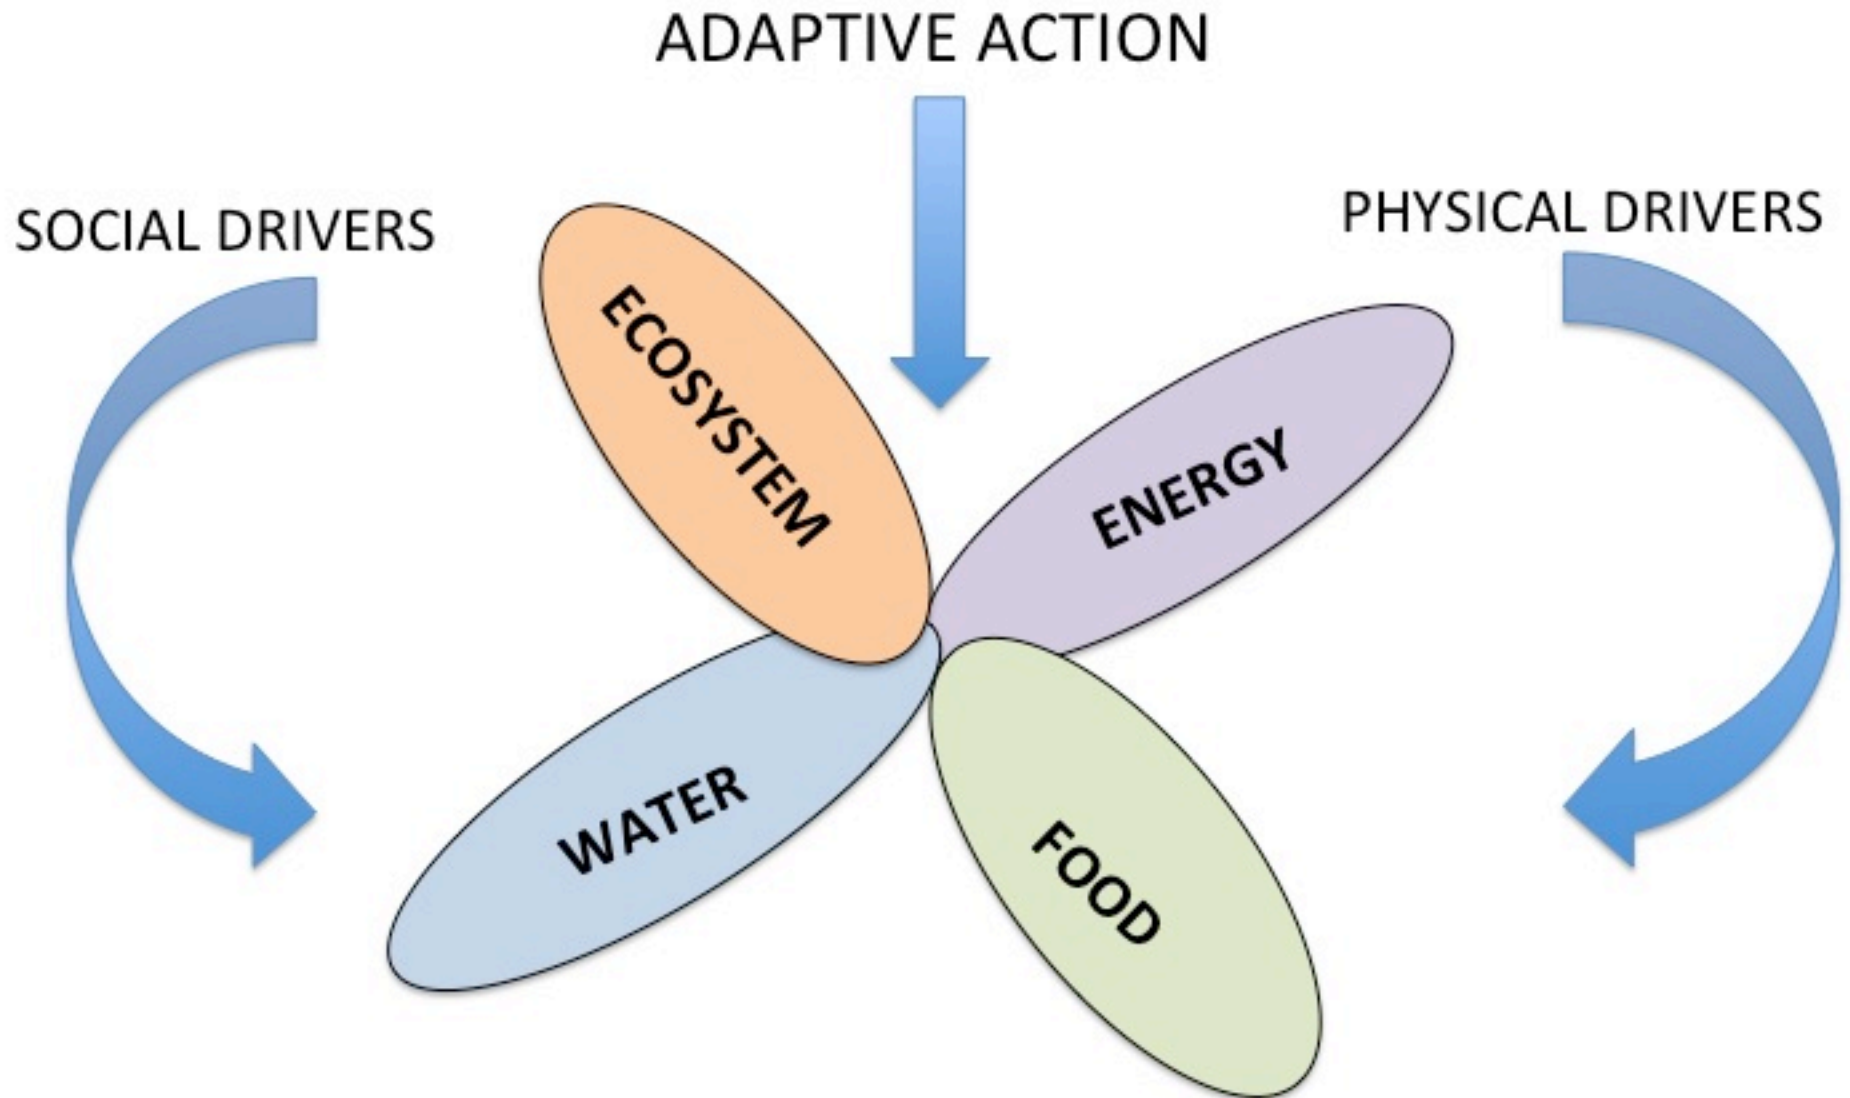 ADAPTIVE ACTION
SOCIAL DRIVERS
PHYSICAL DRIVERS
ECOSYSTEM
ENERGY
WATER
FOOD